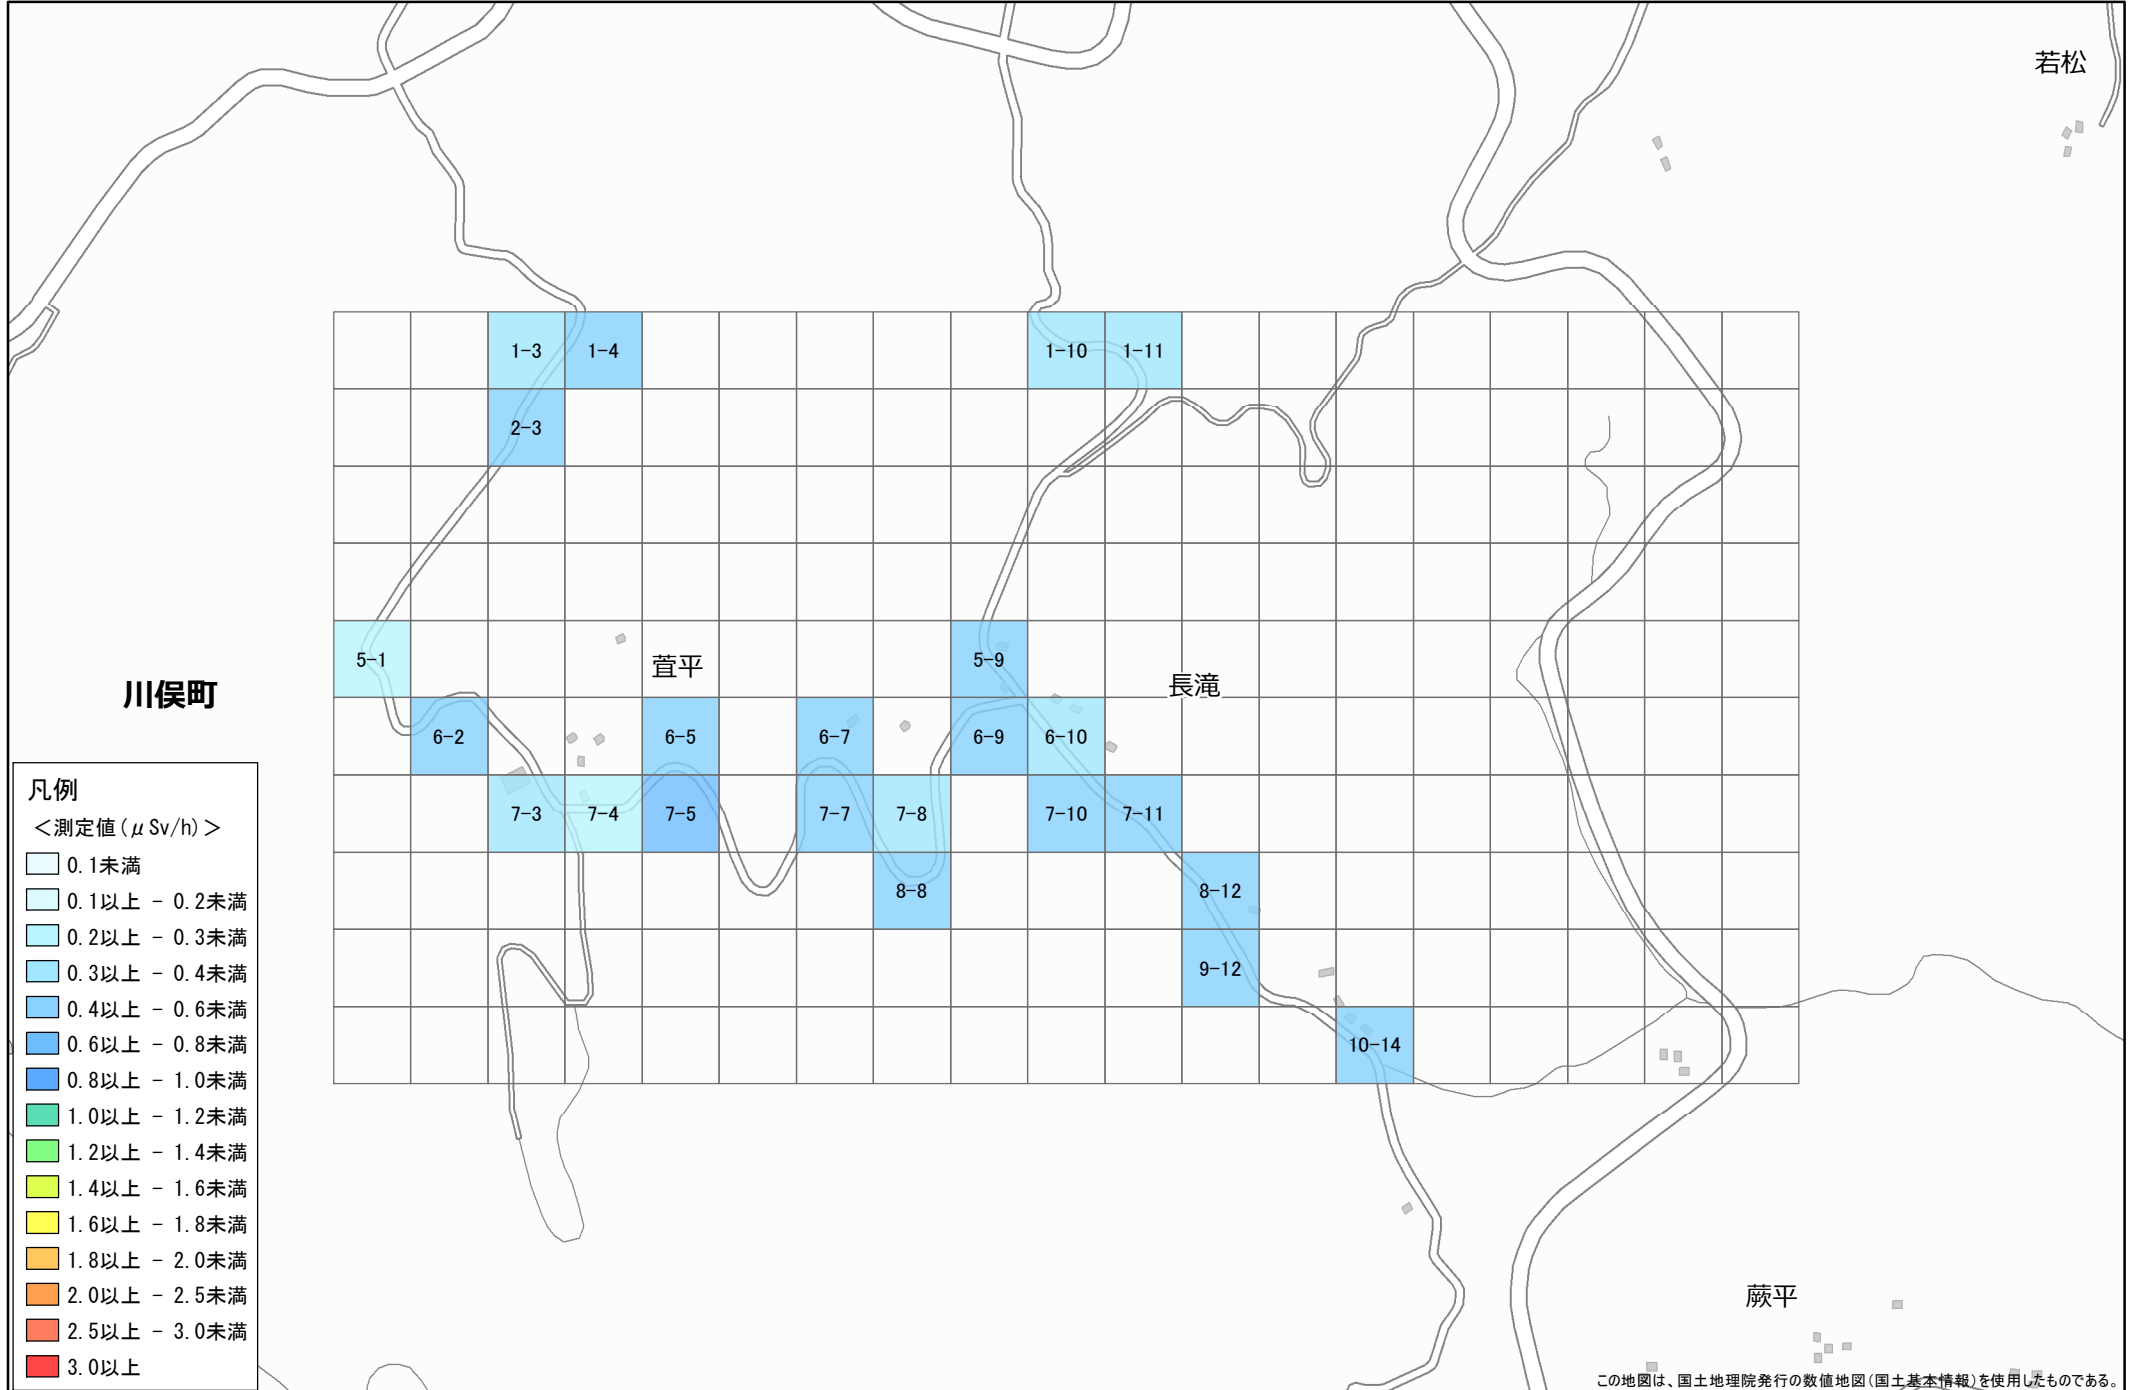 若松
1-3
1-4
1-10
1-11
2-3
5-1
萓平
5-9
長滝
川俣町
6-2
6-5
6-7
6-9
6-10
7-3
7-4
7-5
7-7
7-8
7-10
7-11
8-8
8-12
9-12
10-14
蕨平
凡例
＜測定値(μSv/h)＞
0.1未満
0.1以上 - 0.2未満
0.2以上 - 0.3未満
0.3以上 - 0.4未満
0.4以上 - 0.6未満
0.6以上 - 0.8未満
0.8以上 - 1.0未満
1.0以上 - 1.2未満
1.2以上 - 1.4未満
1.4以上 - 1.6未満
1.6以上 - 1.8未満
1.8以上 - 2.0未満
2.0以上 - 2.5未満
2.5以上 - 3.0未満
3.0以上
この地図は、国土地理院発行の数値地図(国土基本情報)を使用したものである。